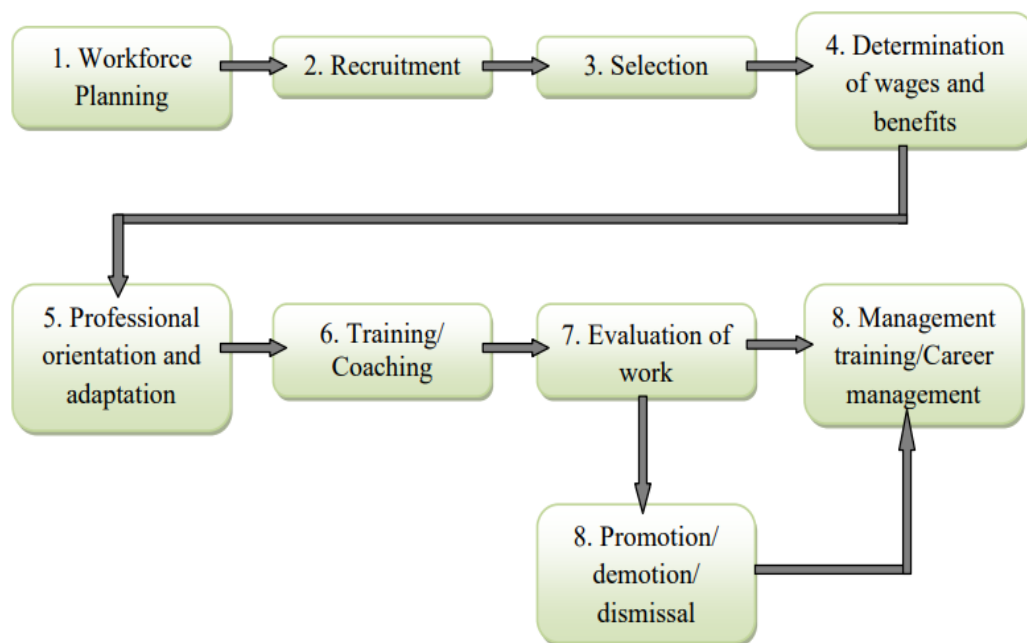 1. Workforce
Planning
2. Recruitment
3. Selection
4. Determination
of wages and
benefits
5. Professional
orientation and
adaptation
6. Training/
Coaching
7. Evaluation of
work
8. Management
training/Career
management
8. Promotion/
demotion/
dismissal